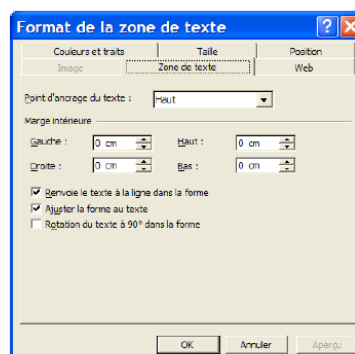 Format de la zone de texte
Couleurs et traits Taille Position
Image Zone de texte Web
Point d'ancrage du texte : Haut
Marge intérieure
Gauche : 0 cm Haut : 0 cm
Droite : 0 cm Bas : 0 cm
Renvoie le texte à la ligne dans la forme
Ajuster la forme au texte
Rotation du texte à 90° dans la forme
OK Annuler Aperçu